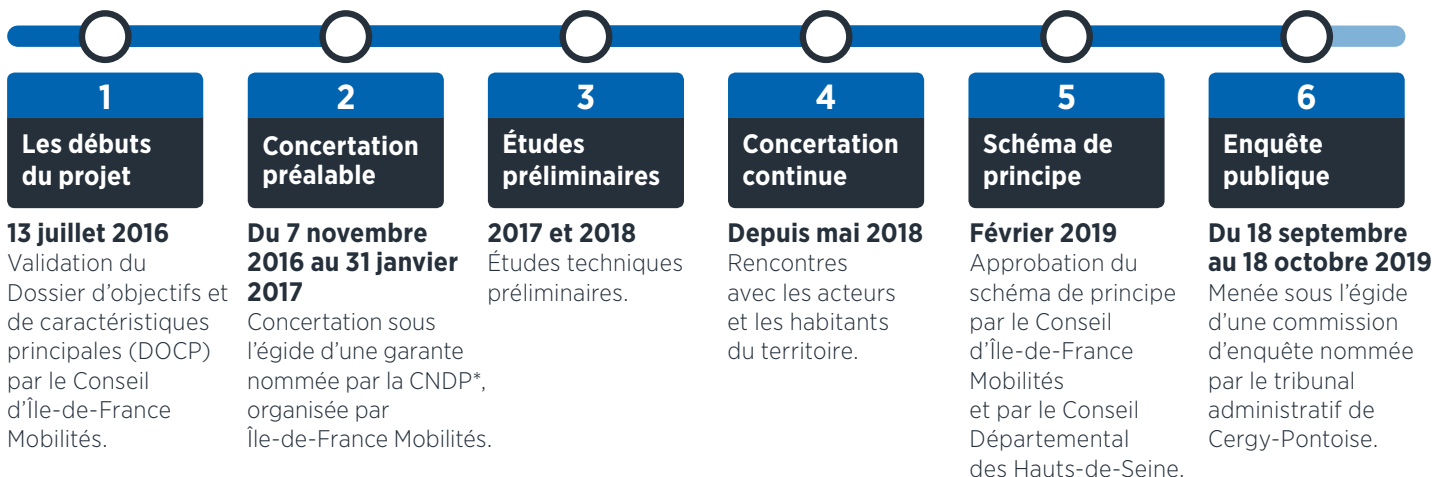 1
Les débuts
du projet
13 juillet 2016
Validation du
Dossier d’objectifs et
de caractéristiques
principales (DOCP)
par le Conseil
d’Île-de-France
Mobilités.
2
Concertation
préalable
Du 7 novembre
2016 au 31 janvier
2017
Concertation sous
l’égide d’une garante
nommée par la CNDP*,
organisée par
Île-de-France Mobilités.
3
Études
préliminaires
2017 et 2018
Études techniques
préliminaires.
4
Concertation
continue
Depuis mai 2018
Rencontres
avec les acteurs
et les habitants
du territoire.
5
Schéma de
principe
Février 2019
Approbation du
schéma de principe
par le Conseil
d’Île-de-France
Mobilités
et par le Conseil
Départemental
des Hauts-de-Seine.
6
Enquête
publique
Du 18 septembre
au 18 octobre 2019
Menée sous l’égide
d’une commission
d’enquête nommée
par le tribunal
administratif de
Cergy-Pontoise.